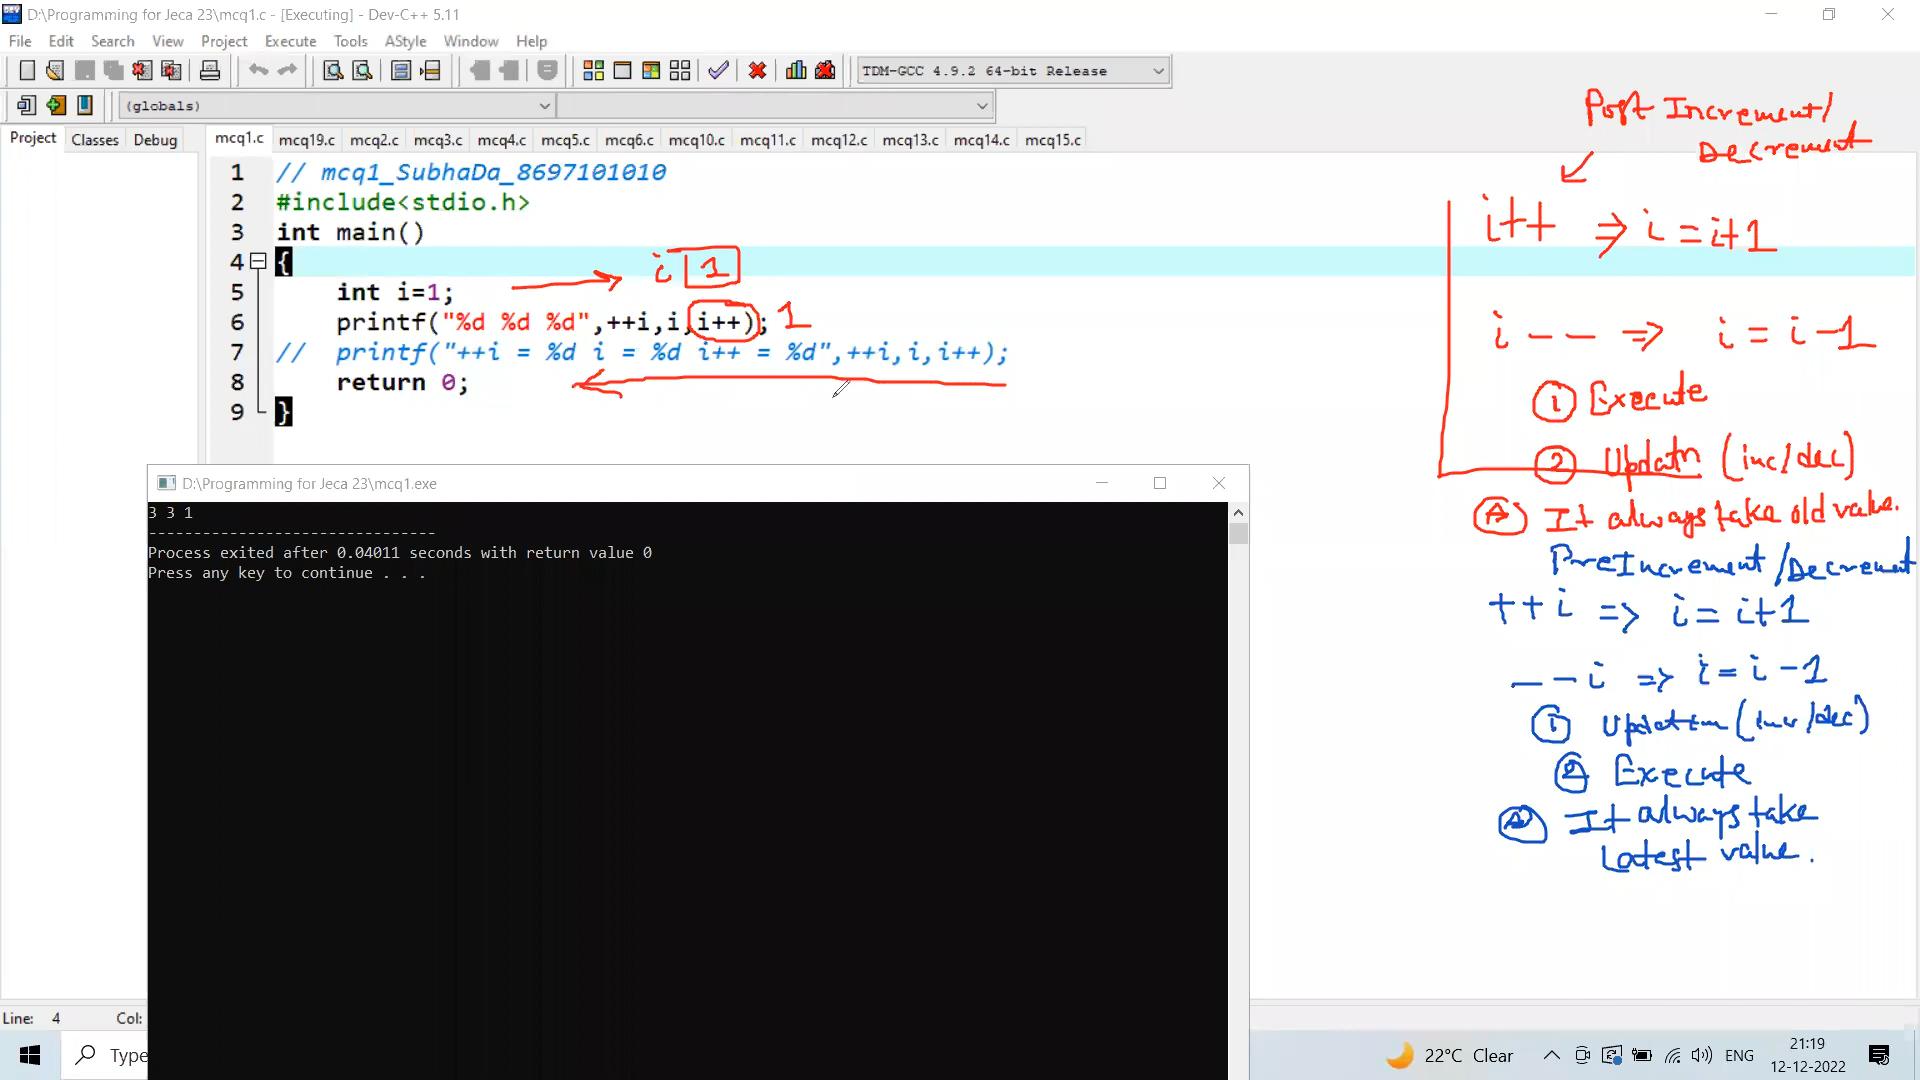 D:\Programming for Jeca 23\mcq1.c - [Executing] - Dev-C++ 5.11
File Edit Search View Project Execute Tools AStyle Window Help
TDM-GCC 4.9.2 64-bit Release
(globals)
Project Classes Debug
mcq1.c mcq19.c mcq2.c mcq3.c mcq4.c mcq5.c mcq6.c mcq10.c mcq11.c mcq12.c mcq13.c mcq14.c mcq15.c
1 // mcq1_SubhaDa_8697101010
2 #include<stdio.h>
3 int main()
4 {
5 int i=1;
6 printf("%d %d %d",++i,i,i++);
7 // printf("++i = %d i = %d i++ = %d",++i,i,i++);
8 return 0;
9 }
i 1
1
Post Increment/
Decrement
i++ => i = i+1
i -- => i = i-1
1 Execute
2 Updatn (inc/dec)
A It always take old value.
PreIncrement/Decrement
++i => i = i+1
--i => i = i-1
1 Updation (inc/dec)
2 Execute
A It always take
Latest value.
D:\Programming for Jeca 23\mcq1.exe
3 3 1
--------------------------------
Process exited after 0.04011 seconds with return value 0
Press any key to continue . . .
Line: 4 Col:
Type
22°C Clear
ENG
21:19
12-12-2022